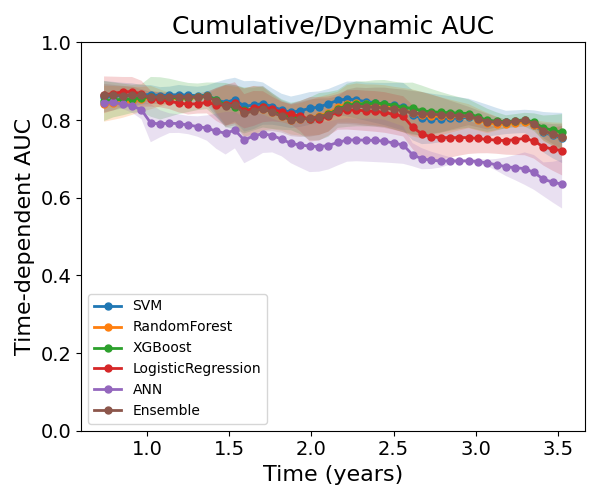 Cumulative/Dynamic AUC
1.0
0.8
0.6
0.4
0.2
0.0
Time-dependent AUC
SVM
RandomForest
XGBoost
LogisticRegression
ANN
Ensemble
1.0 1.5 2.0 2.5 3.0 3.5
Time (years)